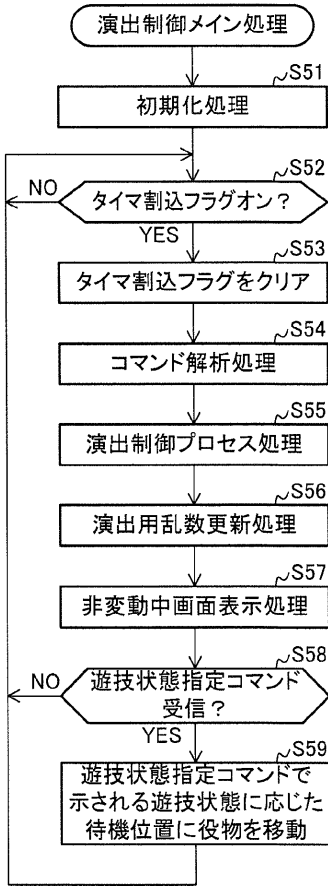 演出制御メイン処理
S51
初期化処理
S52
NO
タイマ割込フラグオン?
YES
S53
タイマ割込フラグをクリア
S54
コマンド解析処理
S55
演出制御プロセス処理
S56
演出用乱数更新処理
S57
非変動中画面表示処理
S58
NO
遊技状態指定コマンド
受信?
YES
S59
遊技状態指定コマンドで
示される遊技状態に応じた
待機位置に役物を移動